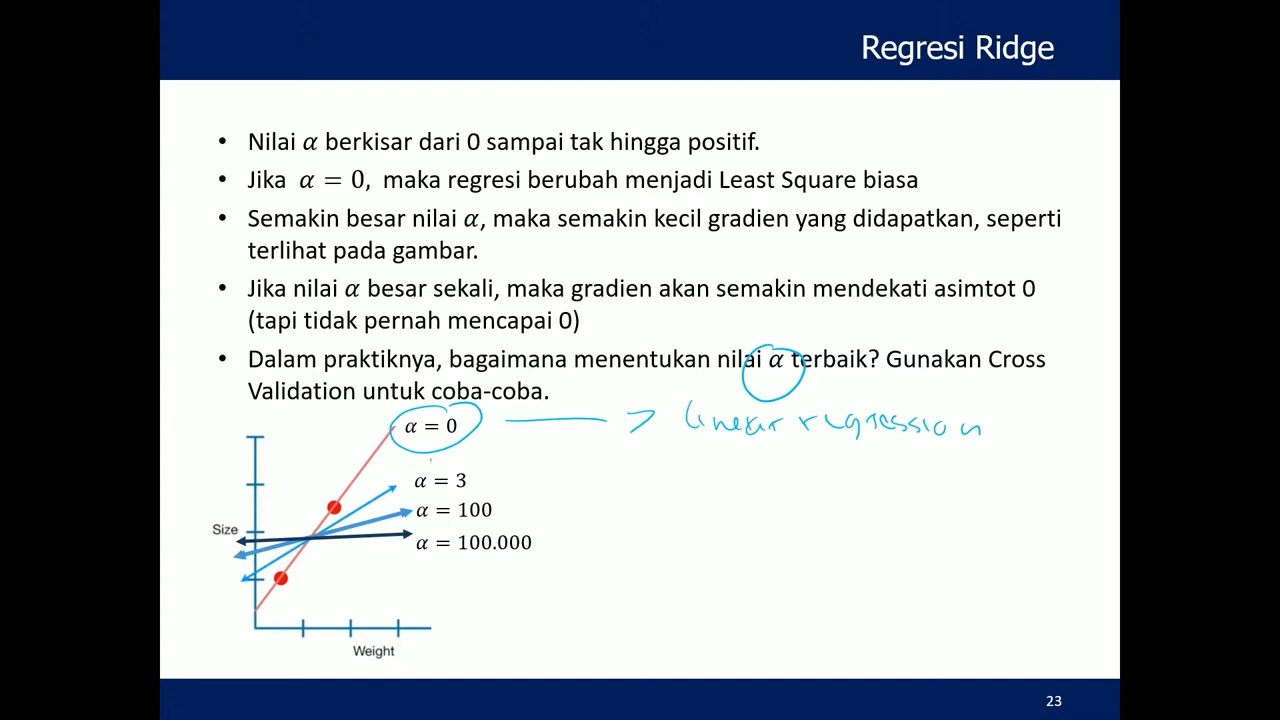 Regresi Ridge
• Nilai α berkisar dari 0 sampai tak hingga positif.
• Jika α = 0, maka regresi berubah menjadi Least Square biasa
• Semakin besar nilai α, maka semakin kecil gradien yang didapatkan, seperti
terlihat pada gambar.
• Jika nilai α besar sekali, maka gradien akan semakin mendekati asimtot 0
(tapi tidak pernah mencapai 0)
• Dalam praktiknya, bagaimana menentukan nilai α terbaik? Gunakan Cross
Validation untuk coba-coba.
α = 0 linear regression
α = 3
α = 100
α = 100.000
Size
Weight
23